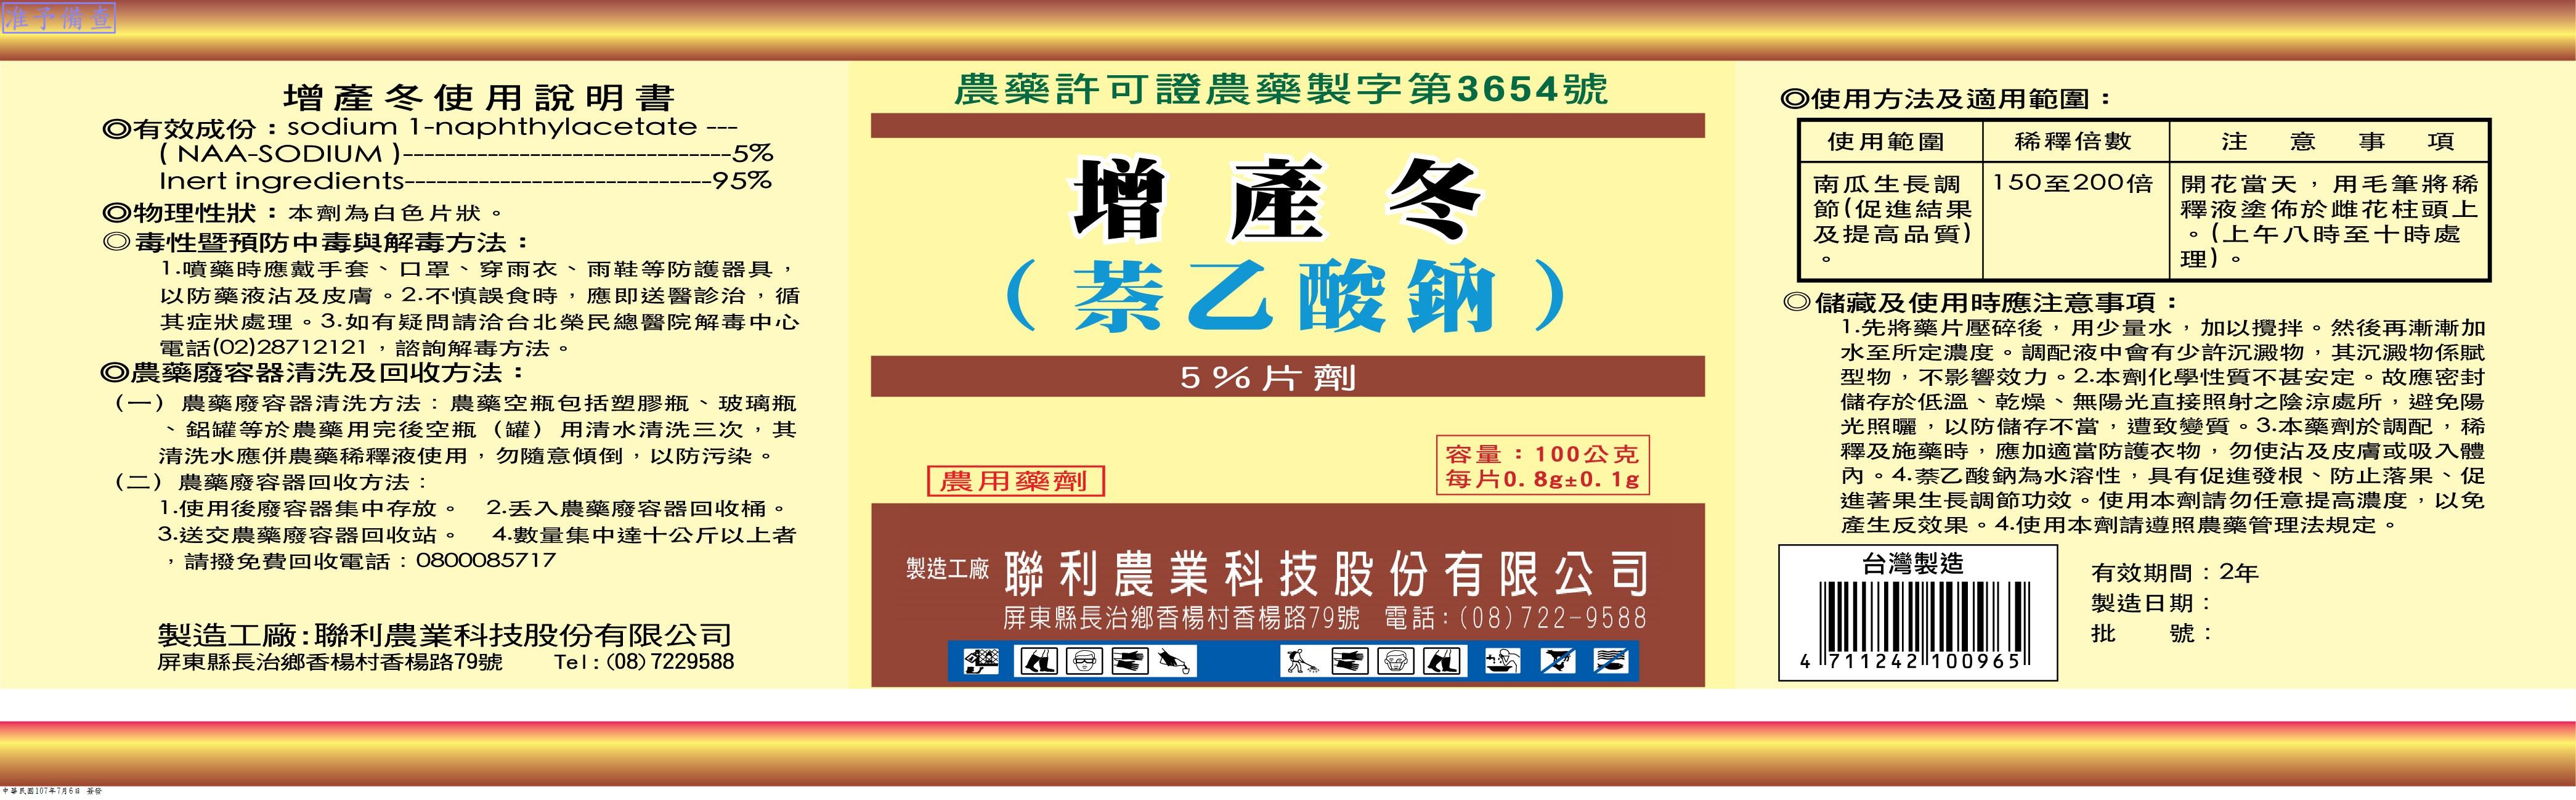 准予備查
增產冬使用說明書
◎有效成份：sodium 1-naphthylacetate ---
( NAA-SODIUM )-------------------------------5%
Inert ingredients-----------------------------95%
◎物理性狀：本劑為白色片狀。
◎毒性暨預防中毒與解毒方法：
1.噴藥時應戴手套、口罩、穿雨衣、雨鞋等防護器具，
以防藥液沾及皮膚。2.不慎誤食時，應即送醫診治，循
其症狀處理。3.如有疑問請洽台北榮民總醫院解毒中心
電話(02)28712121，諮詢解毒方法。
◎農藥廢容器清洗及回收方法：
（一）農藥廢容器清洗方法：農藥空瓶包括塑膠瓶、玻璃瓶
、鋁罐等於農藥用完後空瓶（罐）用清水清洗三次，其
清洗水應併農藥稀釋液使用，勿隨意傾倒，以防污染。
（二）農藥廢容器回收方法：
1.使用後廢容器集中存放。 2.丟入農藥廢容器回收桶。
3.送交農藥廢容器回收站。 4.數量集中達十公斤以上者
，請撥免費回收電話：0800085717
製造工廠:聯利農業科技股份有限公司
屏東縣長治鄉香楊村香楊路79號 Tel:(08)7229588
農藥許可證農藥製字第3654號
增產冬
（萘乙酸鈉）
5%片劑
農用藥劑
容量：100公克
每片0.8g±0.1g
製造工廠 聯利農業科技股份有限公司
屏東縣長治鄉香楊村香楊路79號 電話:(08)722-9588
◎使用方法及適用範圍：
使用範圍 稀釋倍數 注意事項
南瓜生長調
節(促進結果
及提高品質)
。
150至200倍
開花當天，用毛筆將稀
釋液塗佈於雌花柱頭上
。(上午八時至十時處
理)。
◎儲藏及使用時應注意事項：
1.先將藥片壓碎後，用少量水，加以攪拌。然後再漸漸加
水至所定濃度。調配液中會有少許沉澱物，其沉澱物係賦
型物，不影響效力。2.本劑化學性質不甚安定。故應密封
儲存於低溫、乾燥、無陽光直接照射之陰涼處所，避免陽
光照曬，以防儲存不當，遭致變質。3.本藥劑於調配，稀
釋及施藥時，應加適當防護衣物，勿使沾及皮膚或吸入體
內。4.萘乙酸鈉為水溶性，具有促進發根、防止落果、促
進著果生長調節功效。使用本劑請勿任意提高濃度，以免
產生反效果。4.使用本劑請遵照農藥管理法規定。
台灣製造
4 711242 100965
有效期間：2年
製造日期：
批 號：
中華民國107年7月6日 簽發